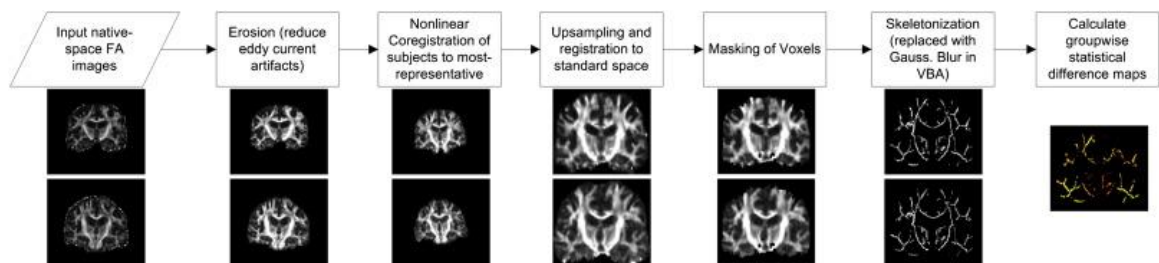 Input native-
space FA
images
Erosion (reduce
eddy current
artifacts)
Nonlinear
Coregistration of
subjects to most-
representative
Upsampling and
registration to
standard space
Masking of Voxels
Skeletonization
(replaced with
Gauss. Blur in
VBA)
Calculate
groupwise
statistical
difference maps